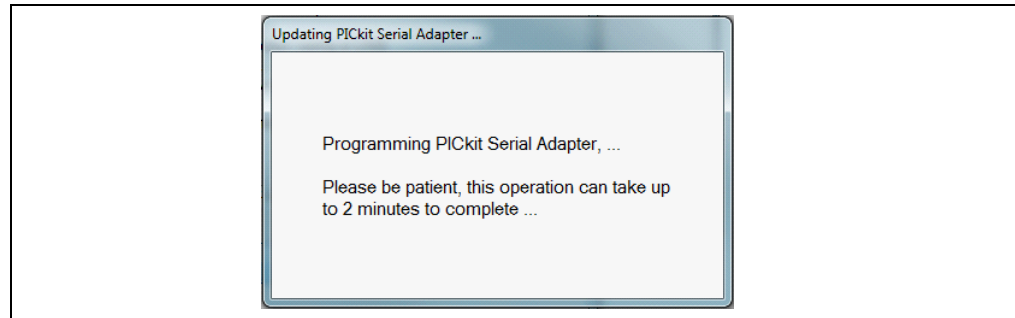 Updating PICkit Serial Adapter ...
Programming PICkit Serial Adapter, ...
Please be patient, this operation can take up
to 2 minutes to complete ...